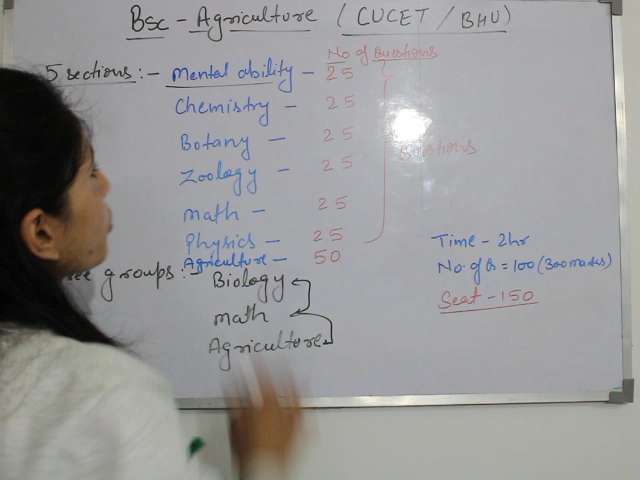 Bsc - Agriculture (CUCET / BHU)
No of questions
5 sections :- Mental ability - 25
Chemistry - 25
Botany - 25
Zoology - 25
math - 25
Physics - 25
Agriculture - 50
groups :- Biology
math
Agriculture
Time - 2hr
No. of Qs = 100 (300 marks)
Seat - 150